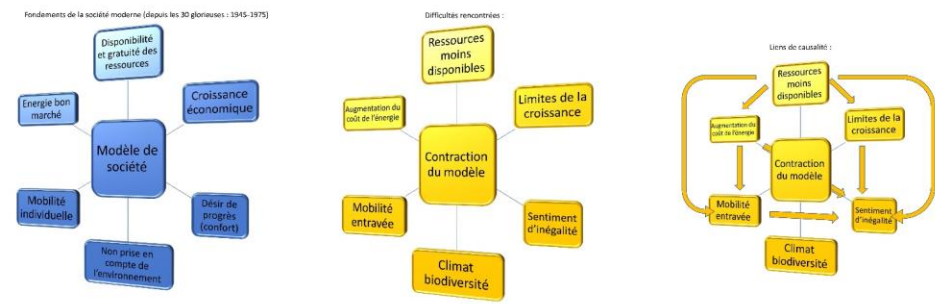 Fondements de la société moderne (depuis les 30 glorieuses : 1945-1975)
Disponibilité
et gratuité des
ressources
Energie bon
marché
Croissance
économique
Modèle de
société
Mobilité
individuelle
Désir de
progrès
(confort)
Non prise en
compte de
l'environnement
Difficultés rencontrées :
Ressources
moins
disponibles
Augmentation du
coût de l'énergie
Limites de la
croissance
Contraction
du modèle
Mobilité
entravée
Sentiment
d'inégalité
Climat
biodiversité
Liens de causalité :
Ressources
moins
disponibles
Augmentation du
coût de l'énergie
Limites de la
croissance
Contraction
du modèle
Mobilité
entravée
Sentiment
d'inégalité
Climat
biodiversité